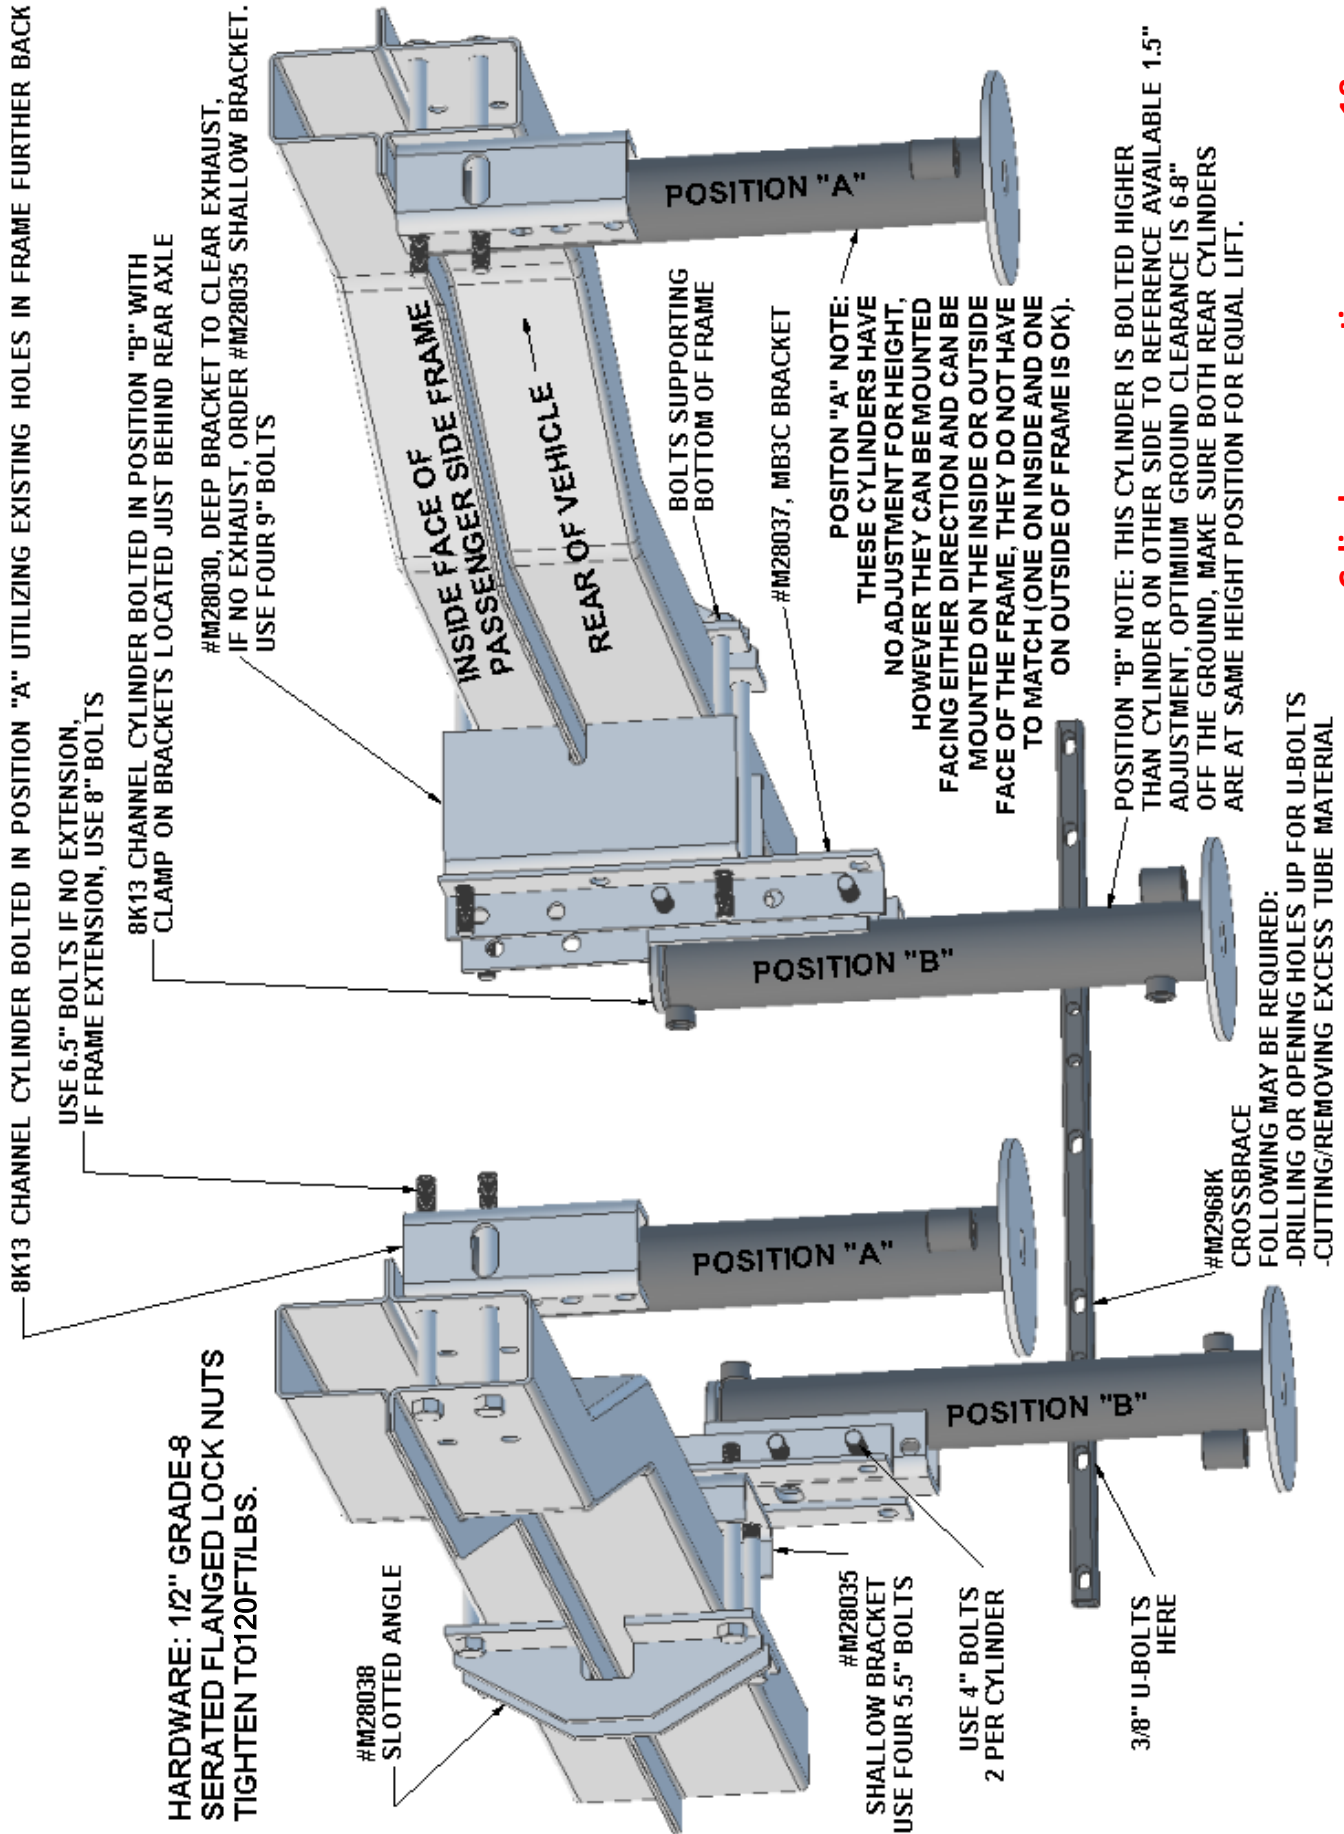 8K13 CHANNEL CYLINDER BOLTED IN POSITION "A" UTILIZING EXISTING HOLES IN FRAME FURTHER BACK
USE 6.5" BOLTS IF NO EXTENSION,
IF FRAME EXTENSION, USE 8" BOLTS
8K13 CHANNEL CYLINDER BOLTED IN POSITION "B" WITH
CLAMP ON BRACKETS LOCATED JUST BEHIND REAR AXLE
#M28030, DEEP BRACKET TO CLEAR EXHAUST,
IF NO EXHAUST, ORDER #M28035 SHALLOW BRACKET.
USE FOUR 9" BOLTS
HARDWARE: 1/2" GRADE-8
SERATED FLANGED LOCK NUTS
TIGHTEN TO120FT/LBS.
#M28038
SLOTTED ANGLE
INSIDE FACE OF
PASSENGER SIDE FRAME
REAR OF VEHICLE
POSITION "A"
POSITION "A"
POSITION "B"
POSITION "B"
BOLTS SUPPORTING
BOTTOM OF FRAME
#M28037, MB3C BRACKET
POSITON "A" NOTE:
THESE CYLINDERS HAVE
NO ADJUSTMENT FOR HEIGHT,
HOWEVER THEY CAN BE MOUNTED
FACING EITHER DIRECTION AND CAN BE
MOUNTED ON THE INSIDE OR OUTSIDE
FACE OF THE FRAME, THEY DO NOT HAVE
TO MATCH (ONE ON INSIDE AND ONE
ON OUTSIDE OF FRAME IS OK).
#M28035
SHALLOW BRACKET
USE FOUR 5.5" BOLTS
USE 4" BOLTS
2 PER CYLINDER
3/8" U-BOLTS
HERE
POSITION "B" NOTE: THIS CYLINDER IS BOLTED HIGHER
THAN CYLINDER ON OTHER SIDE TO REFERENCE AVAILABLE 1.5"
ADJUSTMENT, OPTIMIUM GROUND CLEARANCE IS 6-8"
OFF THE GROUND, MAKE SURE BOTH REAR CYLINDERS
ARE AT SAME HEIGHT POSITION FOR EQUAL LIFT.
#M2968K
CROSSBRACE
FOLLOWING MAY BE REQUIRED:
-DRILLING OR OPENING HOLES UP FOR U-BOLTS
-CUTTING/REMOVING EXCESS TUBE MATERIAL